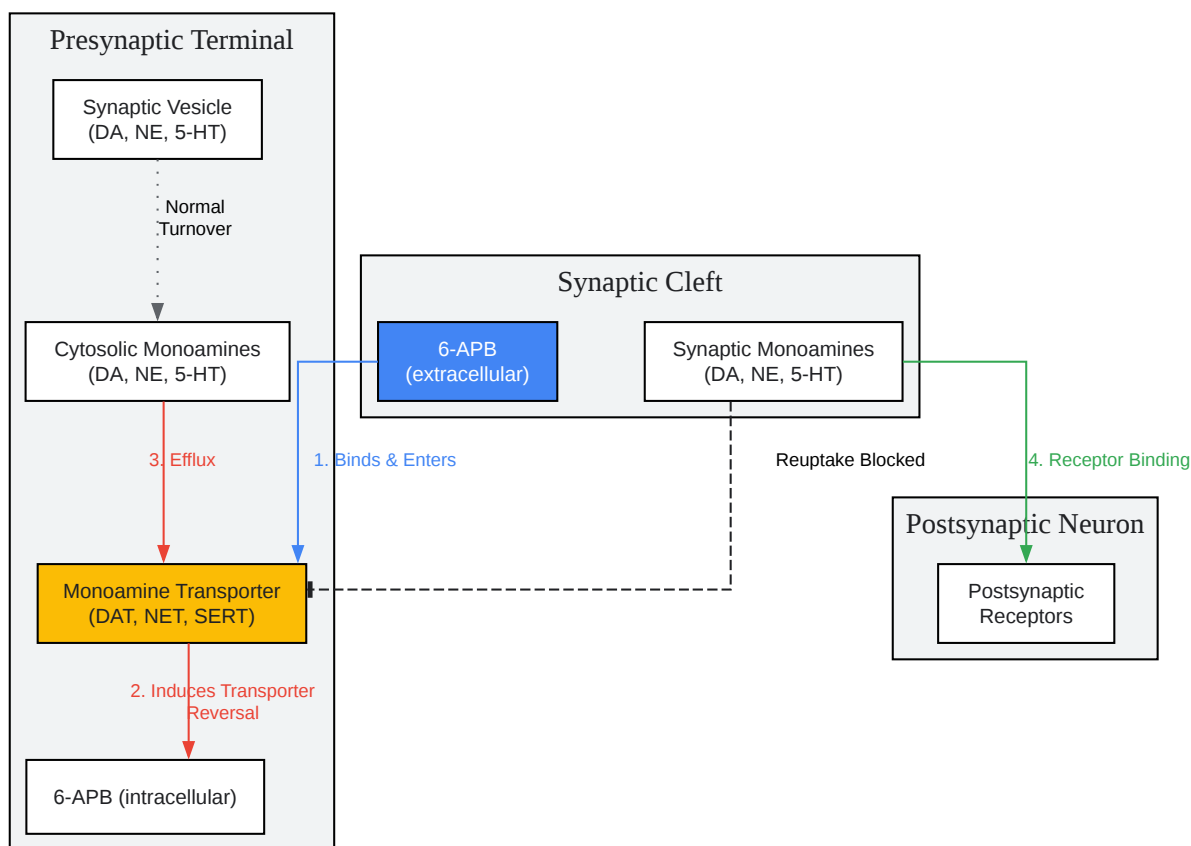 Presynaptic Terminal
Synaptic Vesicle
(DA, NE, 5-HT)
Normal
Turnover
Synaptic Cleft
Cytosolic Monoamines
(DA, NE, 5-HT)
6-APB
(extracellular)
Synaptic Monoamines
(DA, NE, 5-HT)
3. Efflux
1. Binds & Enters
Reuptake Blocked
4. Receptor Binding
Postsynaptic Neuron
Monoamine Transporter
(DAT, NET, SERT)
Postsynaptic
Receptors
2. Induces Transporter
Reversal
6-APB (intracellular)